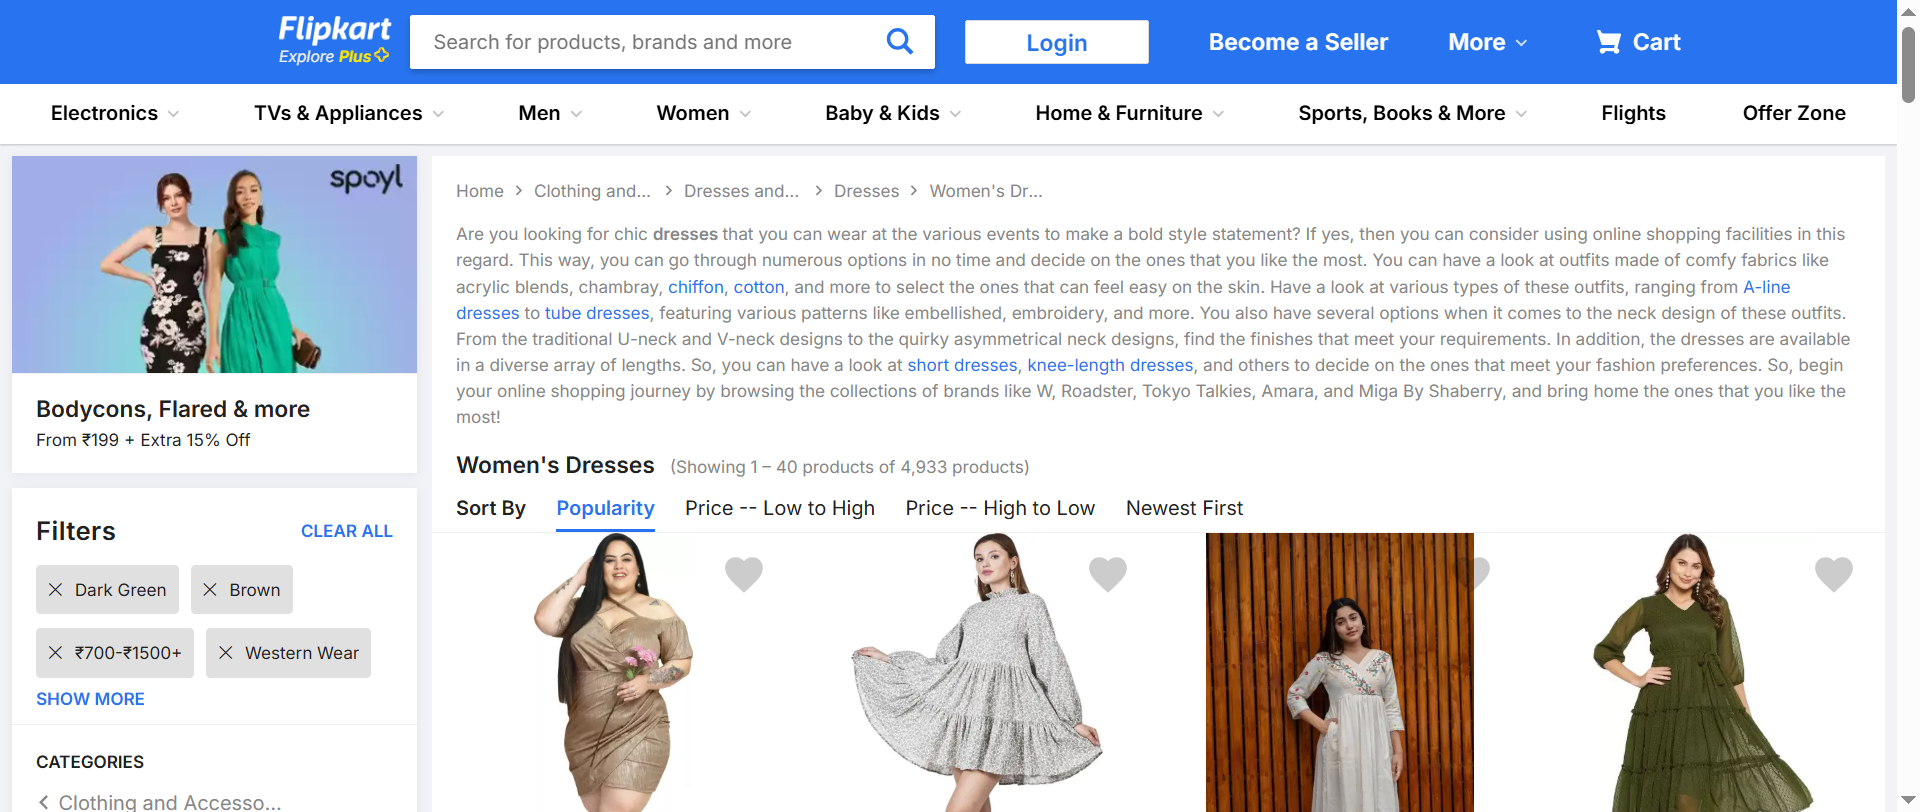 Flipkart
Explore Plus
Search for products, brands and more
Login
Become a Seller
More
Cart
Electronics
TVs & Appliances
Men
Women
Baby & Kids
Home & Furniture
Sports, Books & More
Flights
Offer Zone
spoyl
Bodycons, Flared & more
From ₹199 + Extra 15% Off
Filters
CLEAR ALL
Dark Green
Brown
₹700-₹1500+
Western Wear
SHOW MORE
CATEGORIES
Clothing and Accesso...
Home
Clothing and...
Dresses and...
Dresses
Women's Dr...
Are you looking for chic dresses that you can wear at the various events to make a bold style statement? If yes, then you can consider using online shopping facilities in this
regard. This way, you can go through numerous options in no time and decide on the ones that you like the most. You can have a look at outfits made of comfy fabrics like
acrylic blends, chambray, chiffon, cotton, and more to select the ones that can feel easy on the skin. Have a look at various types of these outfits, ranging from A-line
dresses to tube dresses, featuring various patterns like embellished, embroidery, and more. You also have several options when it comes to the neck design of these outfits.
From the traditional U-neck and V-neck designs to the quirky asymmetrical neck designs, find the finishes that meet your requirements. In addition, the dresses are available
in a diverse array of lengths. So, you can have a look at short dresses, knee-length dresses, and others to decide on the ones that meet your fashion preferences. So, begin
your online shopping journey by browsing the collections of brands like W, Roadster, Tokyo Talkies, Amara, and Miga By Shaberry, and bring home the ones that you like the
most!
Women's Dresses (Showing 1 – 40 products of 4,933 products)
Sort By
Popularity
Price -- Low to High
Price -- High to Low
Newest First